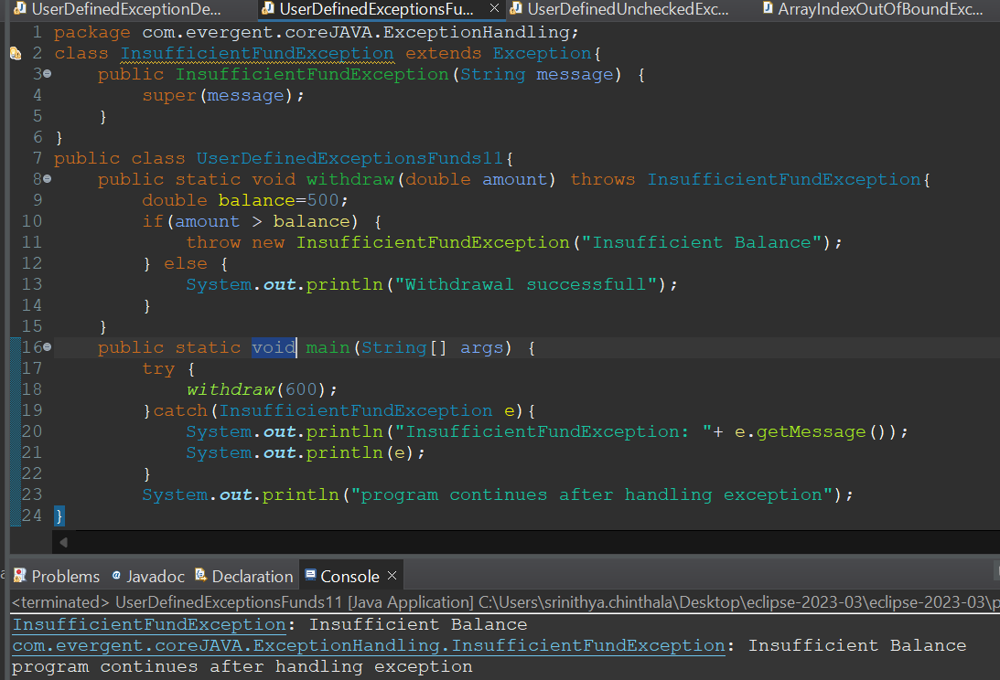 UserDefinedExceptionDe... UserDefinedExceptionsFu... UserDefinedUncheckedExc... ArrayIndexOutOfBoundExc...
1 package com.evergent.coreJAVA.ExceptionHandling;
2 class InsufficientFundException extends Exception{
3 public InsufficientFundException(String message) {
4 super(message);
5 }
6 }
7 public class UserDefinedExceptionsFunds11{
8 public static void withdraw(double amount) throws InsufficientFundException{
9 double balance=500;
10 if(amount > balance) {
11 throw new InsufficientFundException("Insufficient Balance");
12 } else {
13 System.out.println("Withdrawal successfull");
14 }
15 }
16 public static void main(String[] args) {
17 try {
18 withdraw(600);
19 }catch(InsufficientFundException e){
20 System.out.println("InsufficientFundException: "+ e.getMessage());
21 System.out.println(e);
22 }
23 System.out.println("program continues after handling exception");
24 }
Problems Javadoc Declaration Console
<terminated> UserDefinedExceptionsFunds11 [Java Application] C:\Users\srinithya.chinthala\Desktop\eclipse-2023-03\eclipse-2023-03\p
InsufficientFundException: Insufficient Balance
com.evergent.coreJAVA.ExceptionHandling.InsufficientFundException: Insufficient Balance
program continues after handling exception